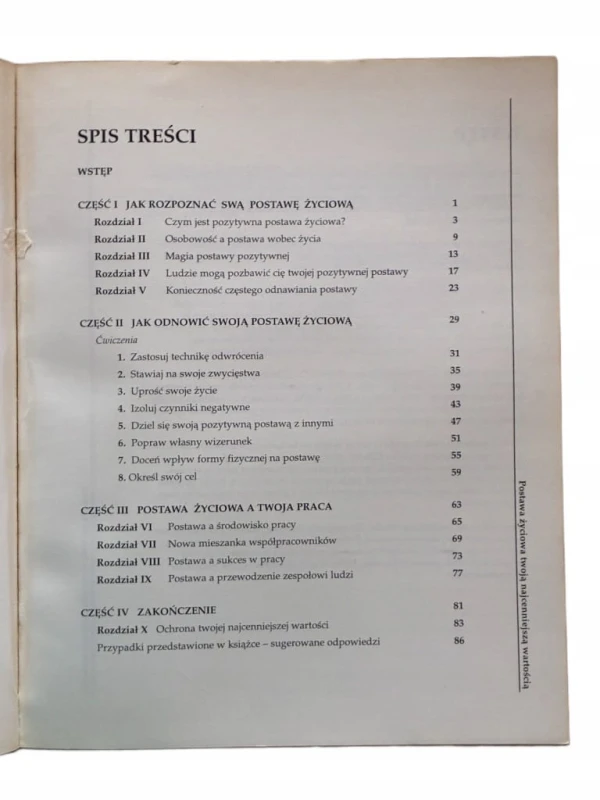 SPIS TREŚCI
WSTĘP
CZĘŚĆ I JAK ROZPOZNAĆ SWĄ POSTAWĘ ŻYCIOWĄ 1
Rozdział I Czym jest pozytywna postawa życiowa? 3
Rozdział II Osobowość a postawa wobec życia 9
Rozdział III Magia postawy pozytywnej 13
Rozdział IV Ludzie mogą pozbawić cię twojej pozytywnej postawy 17
Rozdział V Konieczność częstego odnawiania postawy 23
CZĘŚĆ II JAK ODNOWIĆ SWOJĄ POSTAWĘ ŻYCIOWĄ 29
Ćwiczenia
1. Zastosuj technikę odwrócenia 31
2. Stawiaj na swoje zwycięstwa 35
3. Uprość swoje życie 39
4. Izoluj czynniki negatywne 43
5. Dziel się swoją pozytywną postawą z innymi 47
6. Popraw własny wizerunek 51
7. Doceń wpływ formy fizycznej na postawę 55
8. Określ swój cel 59
CZĘŚĆ III POSTAWA ŻYCIOWA A TWOJA PRACA 63
Rozdział VI Postawa a środowisko pracy 65
Rozdział VII Nowa mieszanka współpracowników 69
Rozdział VIII Postawa a sukces w pracy 73
Rozdział IX Postawa a przewodzenie zespołowi ludzi 77
CZĘŚĆ IV ZAKOŃCZENIE 81
Rozdział X Ochrona twojej najcenniejszej wartości 83
Przypadki przedstawione w książce – sugerowane odpowiedzi 86
Postawa życiowa twoją najcenniejszą wartością